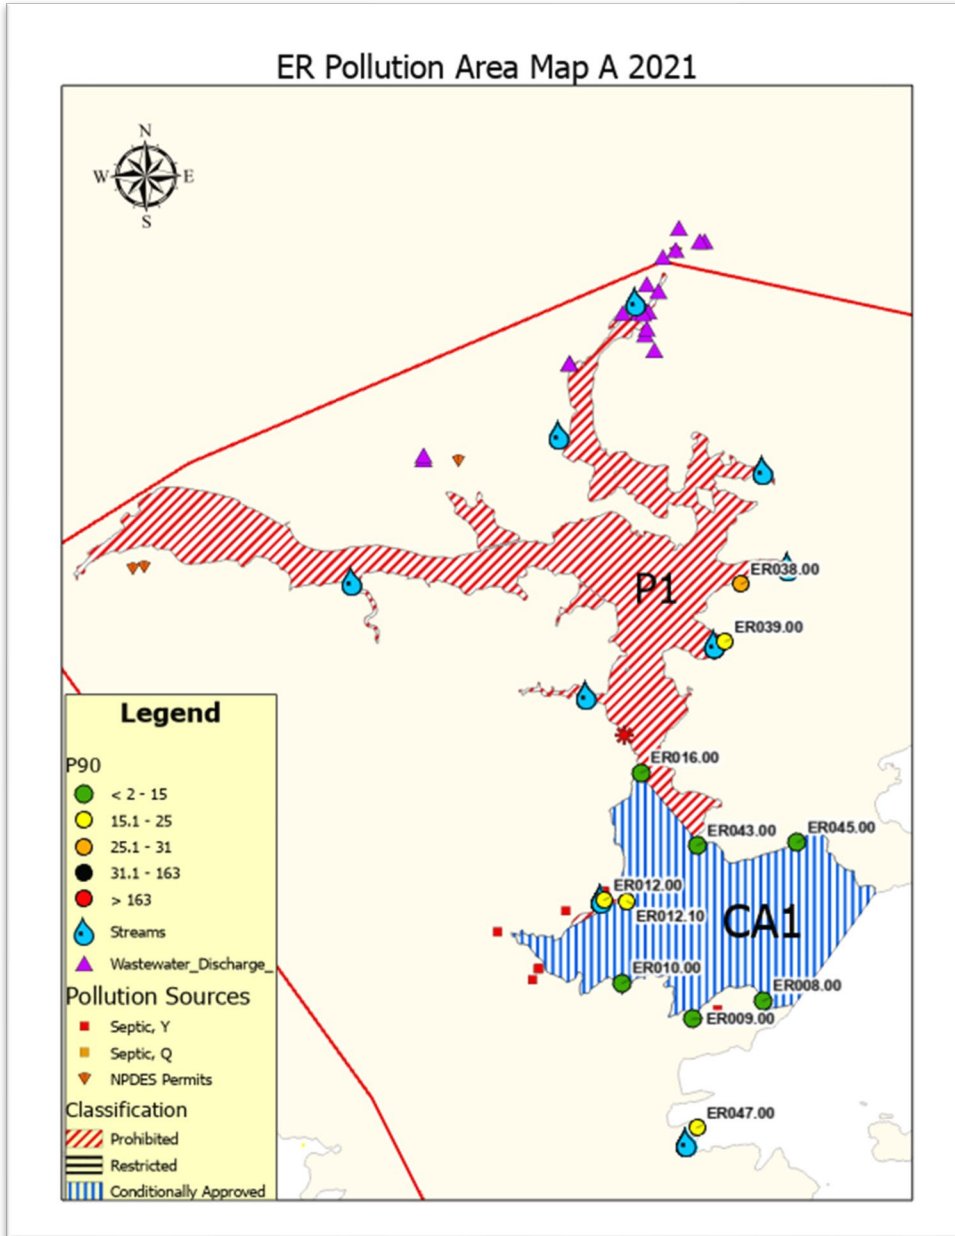 ER Pollution Area Map A 2021
N
W E
S
ER038.00
P1
ER039.00
ER016.00
ER043.00
ER045.00
ER012.00
ER012.10
CA1
ER010.00
ER008.00
ER009.00
ER047.00
Legend
P90
< 2 - 15
15.1 - 25
25.1 - 31
31.1 - 163
> 163
Streams
Wastewater_Discharge_
Pollution Sources
Septic, Y
Septic, Q
NPDES Permits
Classification
Prohibited
Restricted
Conditionally Approved